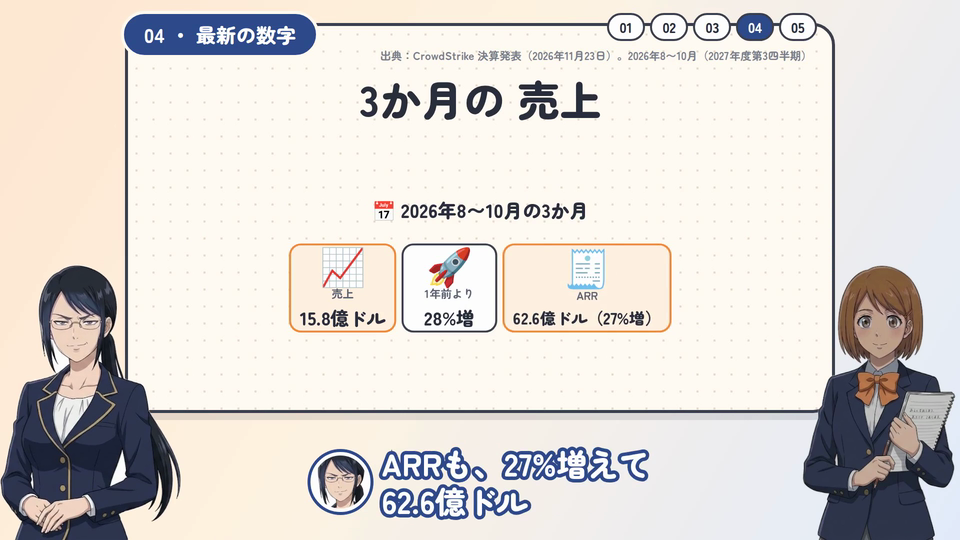 04 ・ 最新の数字
01 02 03 04 05
出典：CrowdStrike 決算発表（2026年11月23日）。2026年8〜10月（2027年度第3四半期）
3か月の 売上
2026年8〜10月の3か月
売上
15.8億ドル
1年前より
28%増
ARR
62.6億ドル（27%増）
ARRも、27%増えて
62.6億ドル